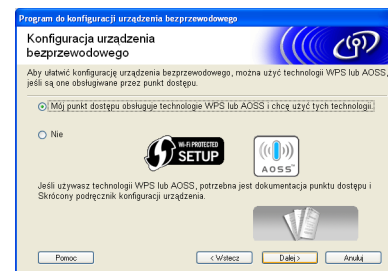 Program do konfiguracji urządzenia bezprzewodowego
Konfiguracja urządzenia
bezprzewodowego
Aby ułatwić konfigurację urządzenia bezprzewodowego, można użyć technologii WPS lub AOSS,
jeśli są one obsługiwane przez punkt dostępu.
Mój punkt dostępu obsługuje technologie WPS lub AOSS i chcę użyć tych technologii.
Nie
WI-FI PROTECTED
SETUP
AOSS
Jeśli używasz technologii WPS lub AOSS, potrzebna jest dokumentacja punktu dostępu i
Skrócony podręcznik konfiguracji urządzenia.
Pomoc
< Wstecz
Dalej >
Anuluj